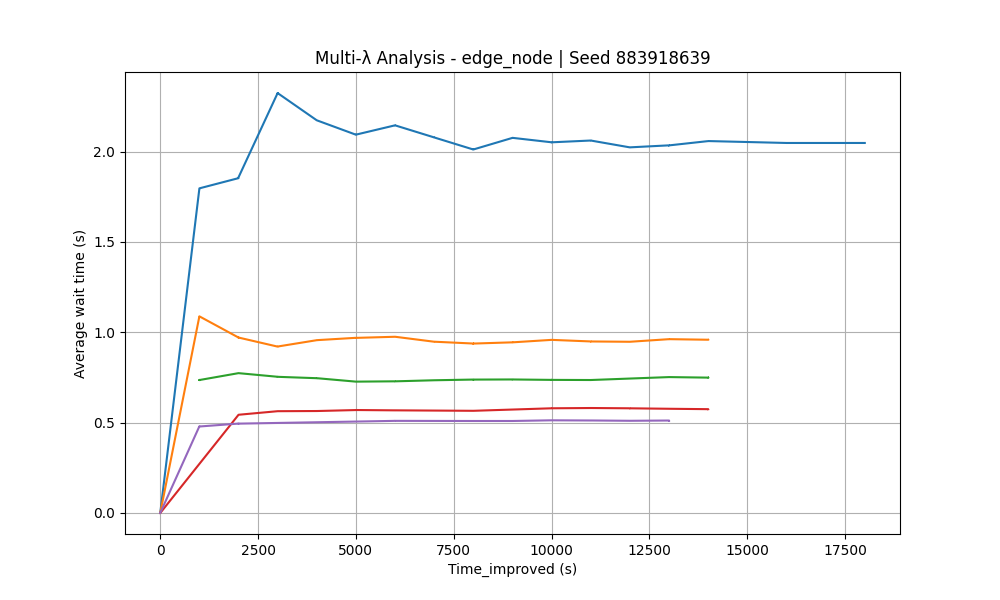 Multi-λ Analysis - edge_node | Seed 883918639
Average wait time (s)
2.0
1.5
1.0
0.5
0.0
0 2500 5000 7500 10000 12500 15000 17500
Time_improved (s)